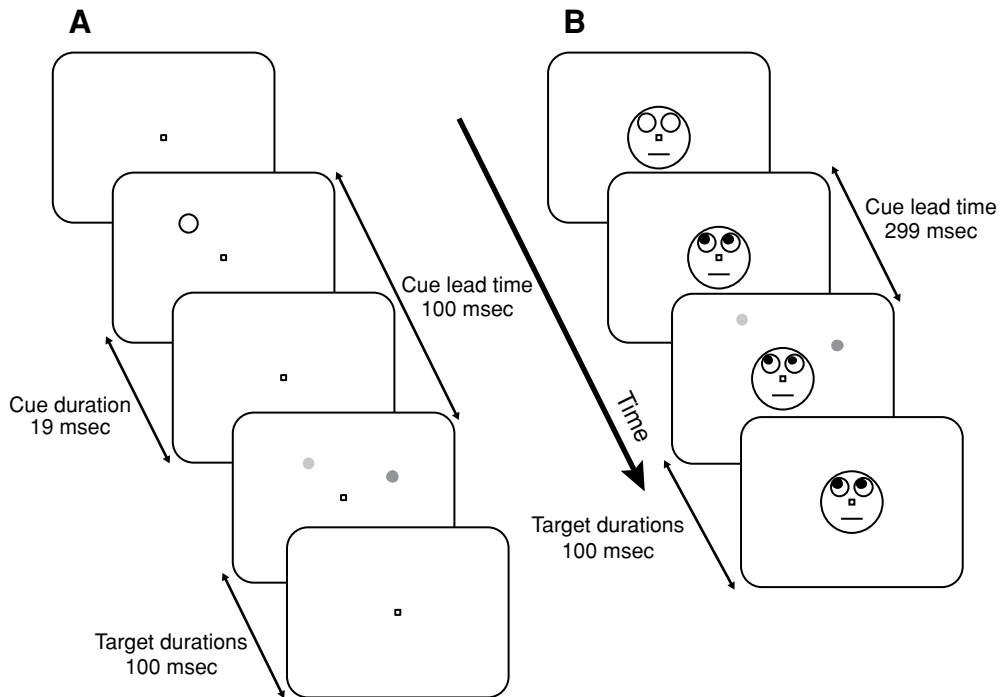 A
B
Cue lead time
299 msec
Cue lead time
100 msec
Cue duration
19 msec
Time
Target durations
100 msec
Target durations
100 msec